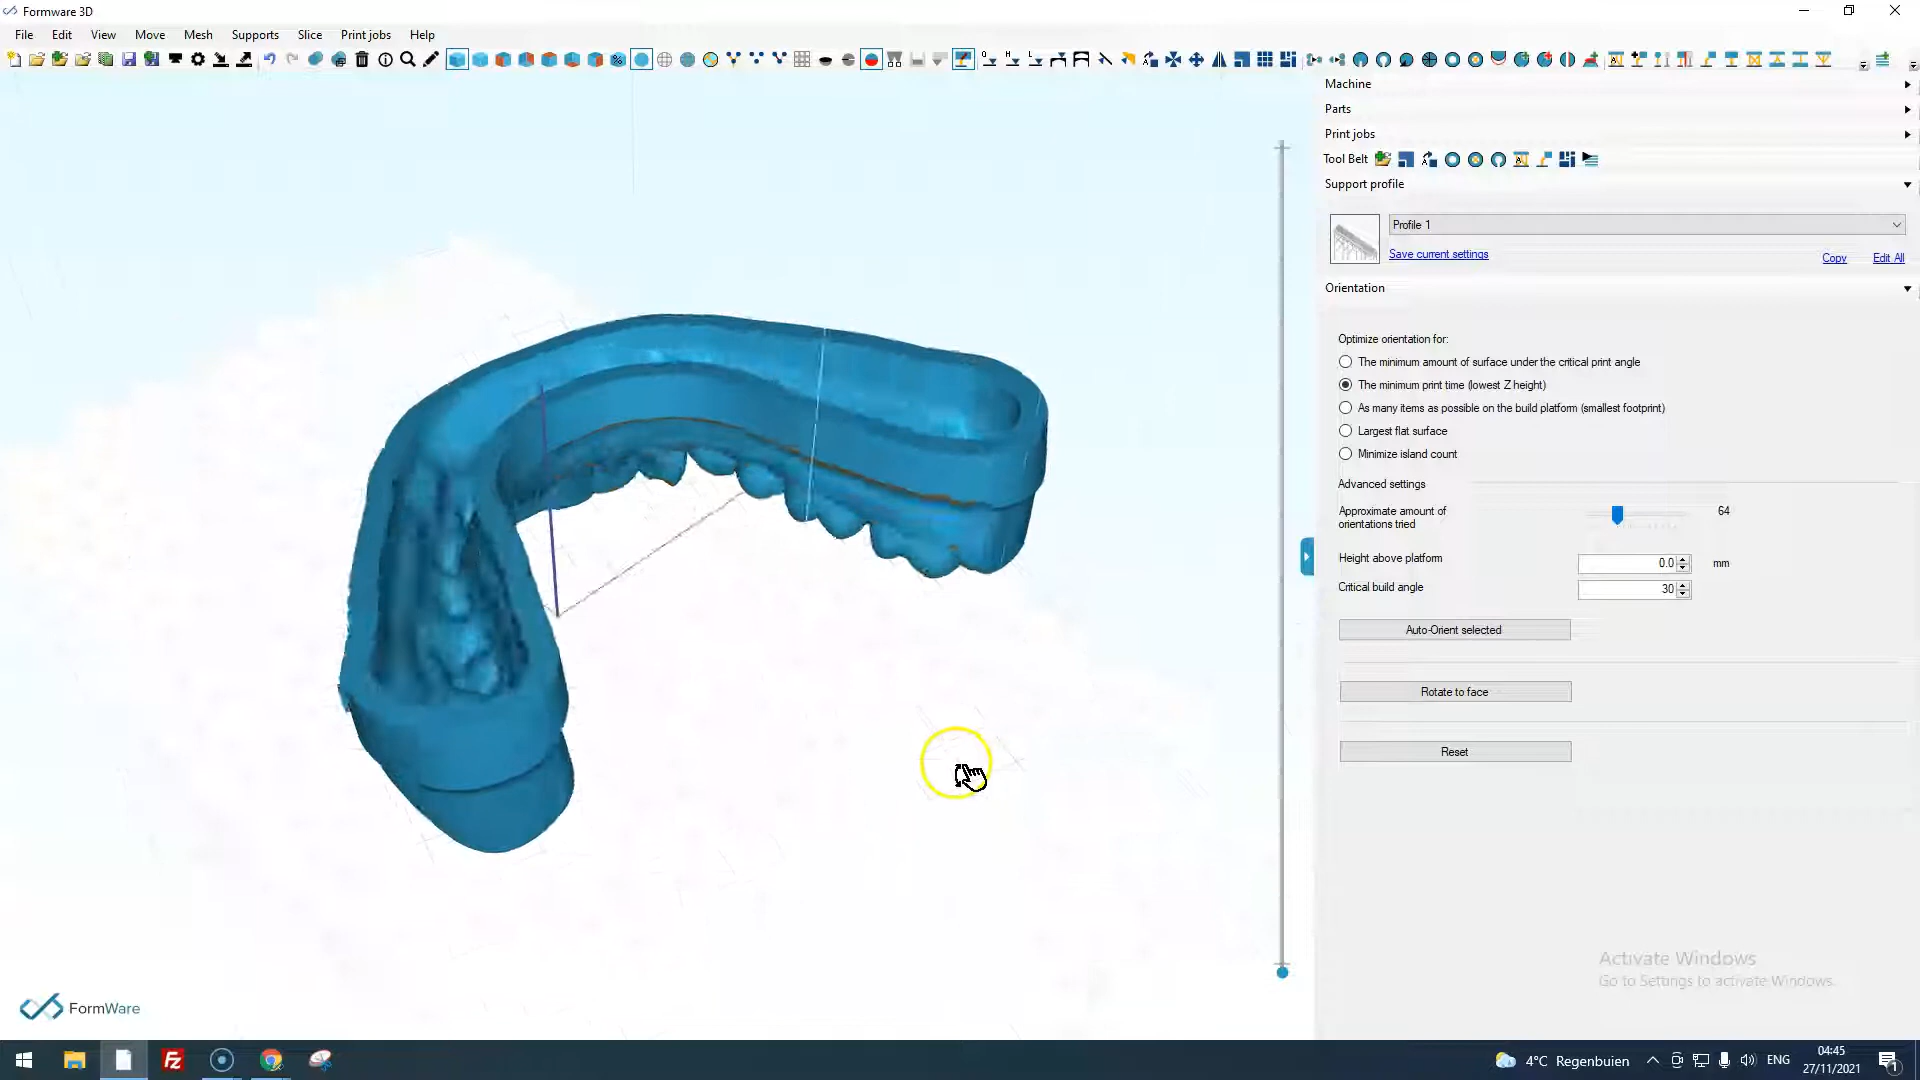 Formware 3D
File Edit View Move Mesh Supports Slice Print jobs Help
Machine
Parts
Print jobs
Tool Belt
Support profile
Profile 1
Save current settings Copy Edit All
Orientation
Optimize orientation for:
The minimum amount of surface under the critical print angle
The minimum print time (lowest Z height)
As many items as possible on the build platform (smallest footprint)
Largest flat surface
Minimize island count
Advanced settings
Approximate amount of 64
orientations tried
Height above platform 0.0 mm
Critical build angle 30
Auto-Orient selected
Rotate to face
Reset
Activate Windows
Go to Settings to activate Windows.
FormWare
4°C Regenbuien ENG 04:45
27/11/2021